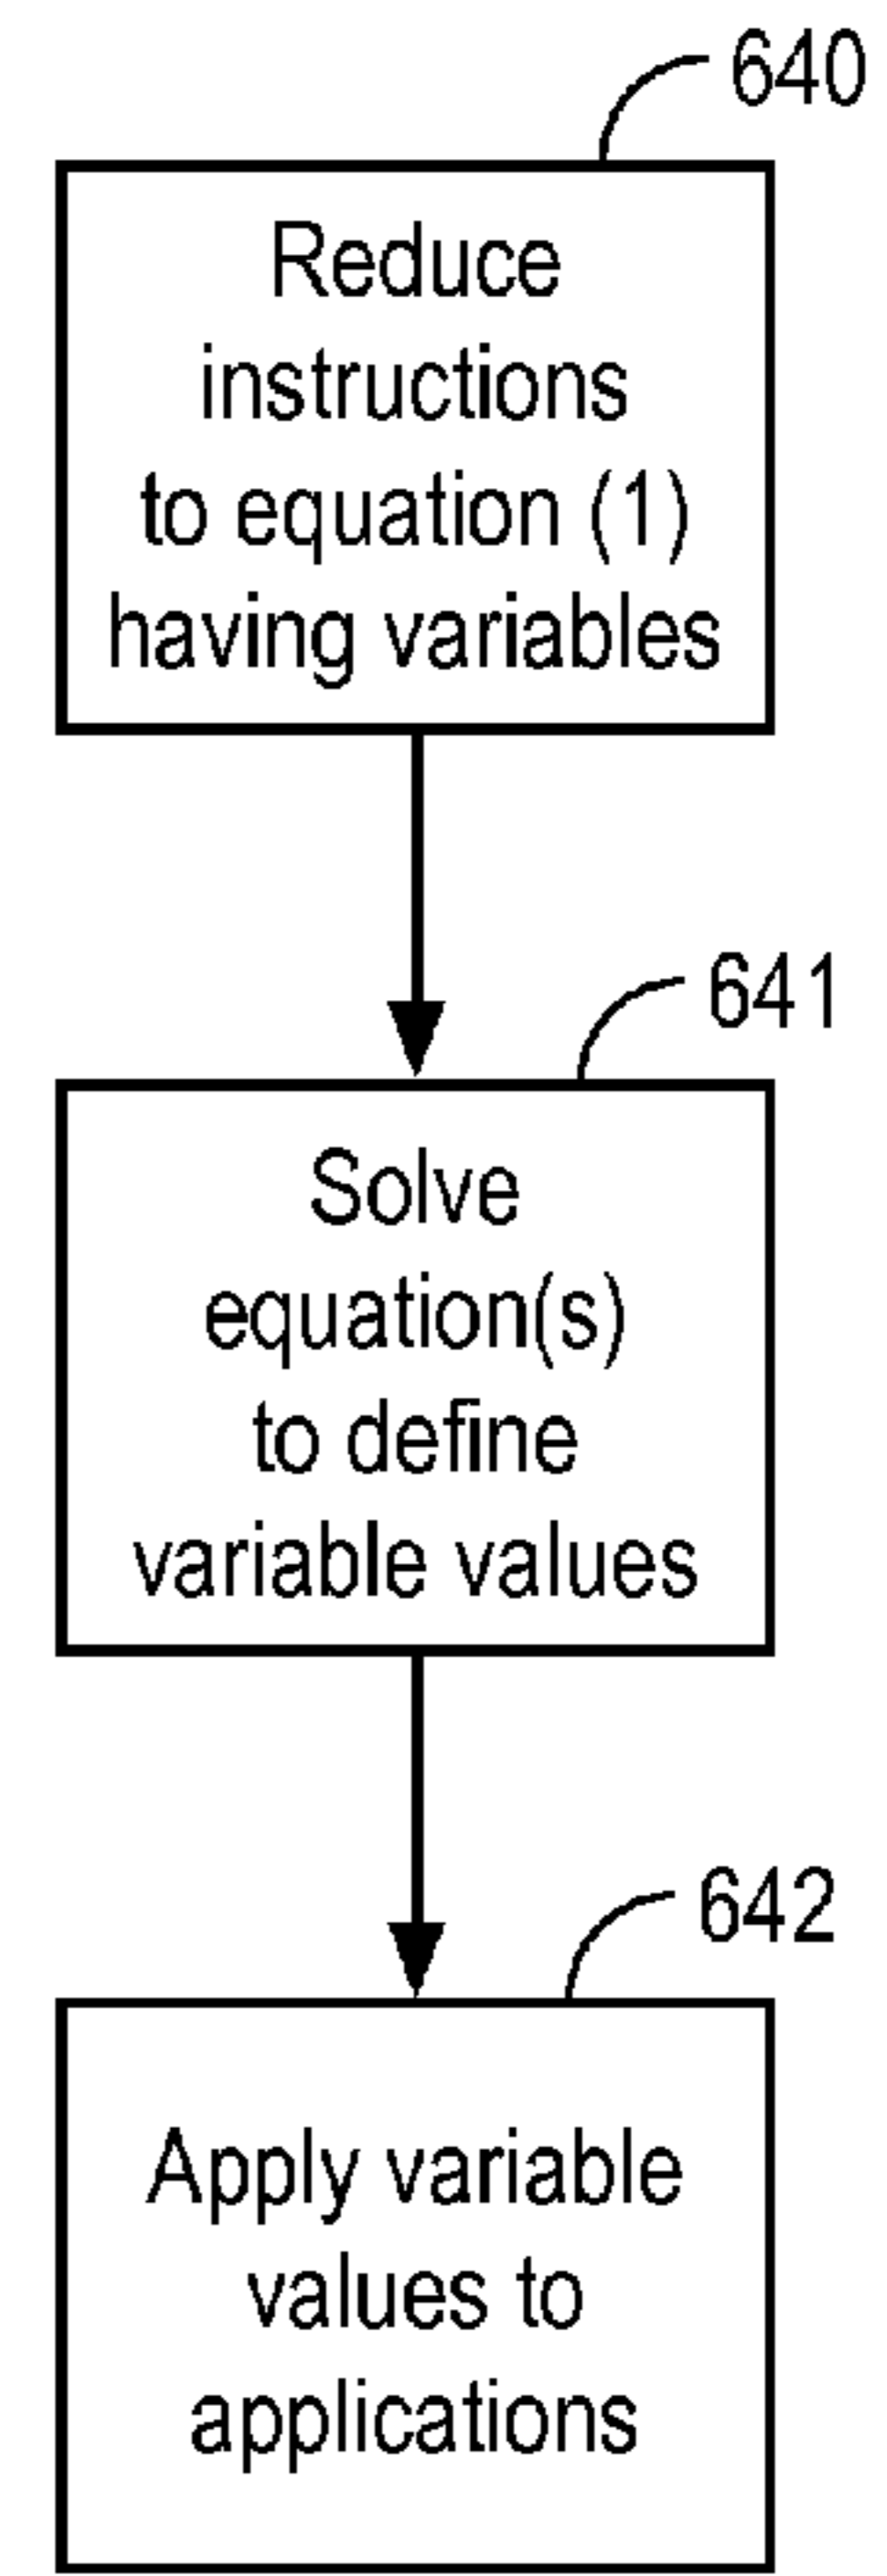 640
Reduce
instructions
to equation (1)
having variables
641
Solve
equation(s)
to define
variable values
642
Apply variable
values to
applications